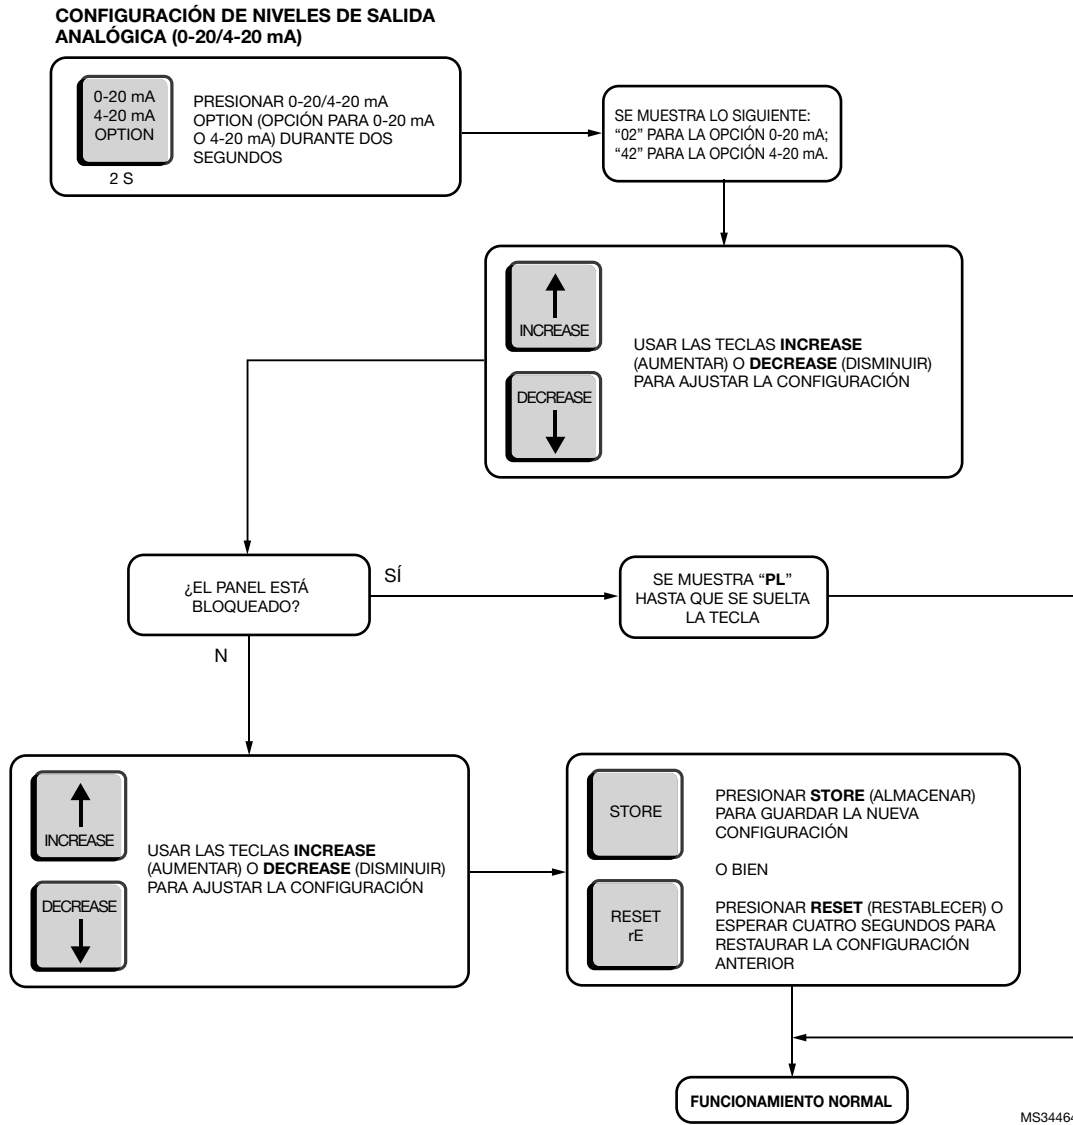 CONFIGURACIÓN DE NIVELES DE SALIDA
ANALÓGICA (0-20/4-20 mA)
0-20 mA
4-20 mA
OPTION
2 S
PRESIONAR 0-20/4-20 mA
OPTION (OPCIÓN PARA 0-20 mA
O 4-20 mA) DURANTE DOS
SEGUNDOS
SE MUESTRA LO SIGUIENTE:
“02” PARA LA OPCIÓN 0-20 mA;
“42” PARA LA OPCIÓN 4-20 mA.
INCREASE
DECREASE
USAR LAS TECLAS INCREASE
(AUMENTAR) O DECREASE (DISMINUIR)
PARA AJUSTAR LA CONFIGURACIÓN
¿EL PANEL ESTÁ
BLOQUEADO?
SÍ
SE MUESTRA “PL”
HASTA QUE SE SUELTA
LA TECLA
N
INCREASE
DECREASE
USAR LAS TECLAS INCREASE
(AUMENTAR) O DECREASE (DISMINUIR)
PARA AJUSTAR LA CONFIGURACIÓN
STORE
PRESIONAR STORE (ALMACENAR)
PARA GUARDAR LA NUEVA
CONFIGURACIÓN
O BIEN
RESET
rE
PRESIONAR RESET (RESTABLECER) O
ESPERAR CUATRO SEGUNDOS PARA
RESTAURAR LA CONFIGURACIÓN
ANTERIOR
FUNCIONAMIENTO NORMAL
MS34464